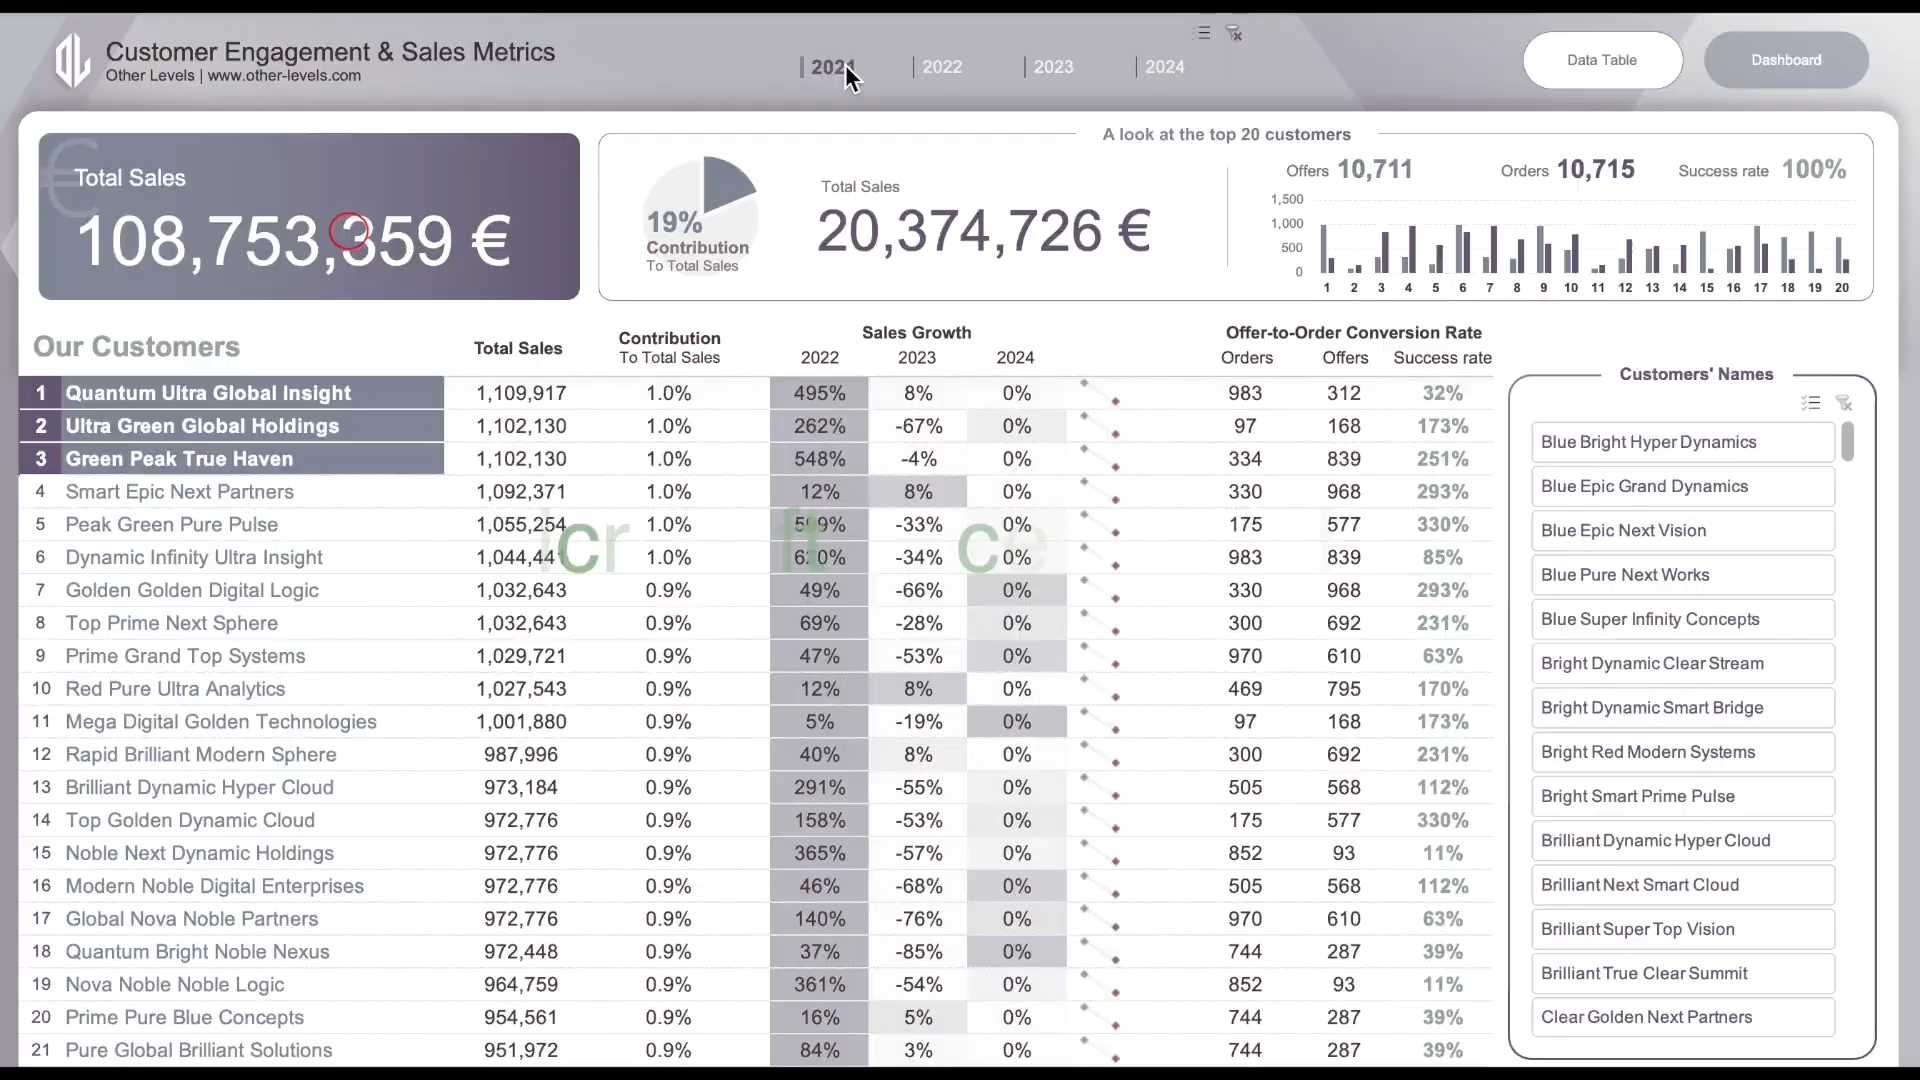 Customer Engagement & Sales Metrics
Other Levels | www.other-levels.com
2021 2022 2023 2024
Data Table
Dashboard
Total Sales
108,753,359 €
A look at the top 20 customers
19%
Contribution
To Total Sales
Total Sales
20,374,726 €
Offers 10,711 Orders 10,715 Success rate 100%
1,500
1,000
500
0
1 2 3 4 5 6 7 8 9 10 11 12 13 14 15 16 17 18 19 20
Our Customers
Total Sales
Contribution
To Total Sales
Sales Growth
2022 2023 2024
Offer-to-Order Conversion Rate
Orders Offers Success rate
1 Quantum Ultra Global Insight 1,109,917 1.0% 495% 8% 0% 983 312 32%
2 Ultra Green Global Holdings 1,102,130 1.0% 262% -67% 0% 97 168 173%
3 Green Peak True Haven 1,102,130 1.0% 548% -4% 0% 334 839 251%
4 Smart Epic Next Partners 1,092,371 1.0% 12% 8% 0% 330 968 293%
5 Peak Green Pure Pulse 1,055,254 1.0% 599% -33% 0% 175 577 330%
6 Dynamic Infinity Ultra Insight 1,044,441 1.0% 620% -34% 0% 983 839 85%
7 Golden Golden Digital Logic 1,032,643 0.9% 49% -66% 0% 330 968 293%
8 Top Prime Next Sphere 1,032,643 0.9% 69% -28% 0% 300 692 231%
9 Prime Grand Top Systems 1,029,721 0.9% 47% -53% 0% 970 610 63%
10 Red Pure Ultra Analytics 1,027,543 0.9% 12% 8% 0% 469 795 170%
11 Mega Digital Golden Technologies 1,001,880 0.9% 5% -19% 0% 97 168 173%
12 Rapid Brilliant Modern Sphere 987,996 0.9% 40% 8% 0% 300 692 231%
13 Brilliant Dynamic Hyper Cloud 973,184 0.9% 291% -55% 0% 505 568 112%
14 Top Golden Dynamic Cloud 972,776 0.9% 158% -53% 0% 175 577 330%
15 Noble Next Dynamic Holdings 972,776 0.9% 365% -57% 0% 852 93 11%
16 Modern Noble Digital Enterprises 972,776 0.9% 46% -68% 0% 505 568 112%
17 Global Nova Noble Partners 972,776 0.9% 140% -76% 0% 970 610 63%
18 Quantum Bright Noble Nexus 972,448 0.9% 37% -85% 0% 744 287 39%
19 Nova Noble Noble Logic 964,759 0.9% 361% -54% 0% 852 93 11%
20 Prime Pure Blue Concepts 954,561 0.9% 16% 5% 0% 744 287 39%
21 Pure Global Brilliant Solutions 951,972 0.9% 84% 3% 0% 744 287 39%
Customers' Names
Blue Bright Hyper Dynamics
Blue Epic Grand Dynamics
Blue Epic Next Vision
Blue Pure Next Works
Blue Super Infinity Concepts
Bright Dynamic Clear Stream
Bright Dynamic Smart Bridge
Bright Red Modern Systems
Bright Smart Prime Pulse
Brilliant Dynamic Hyper Cloud
Brilliant Next Smart Cloud
Brilliant Super Top Vision
Brilliant True Clear Summit
Clear Golden Next Partners